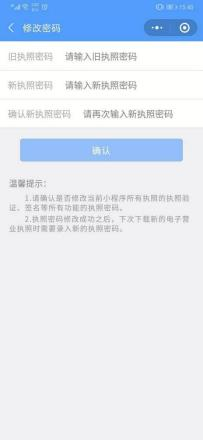 15:40
修改密码
旧执照密码 请输入旧执照密码
新执照密码 请输入新执照密码
确认新执照密码 请再次输入新执照密码
确认
温馨提示：
1.请确认是否修改当前小程序所有执照的执照验
证、签名等所有功能的执照密码。
2.执照密码修改成功之后，下次下载新的电子营
业执照时需要录入新的执照密码。